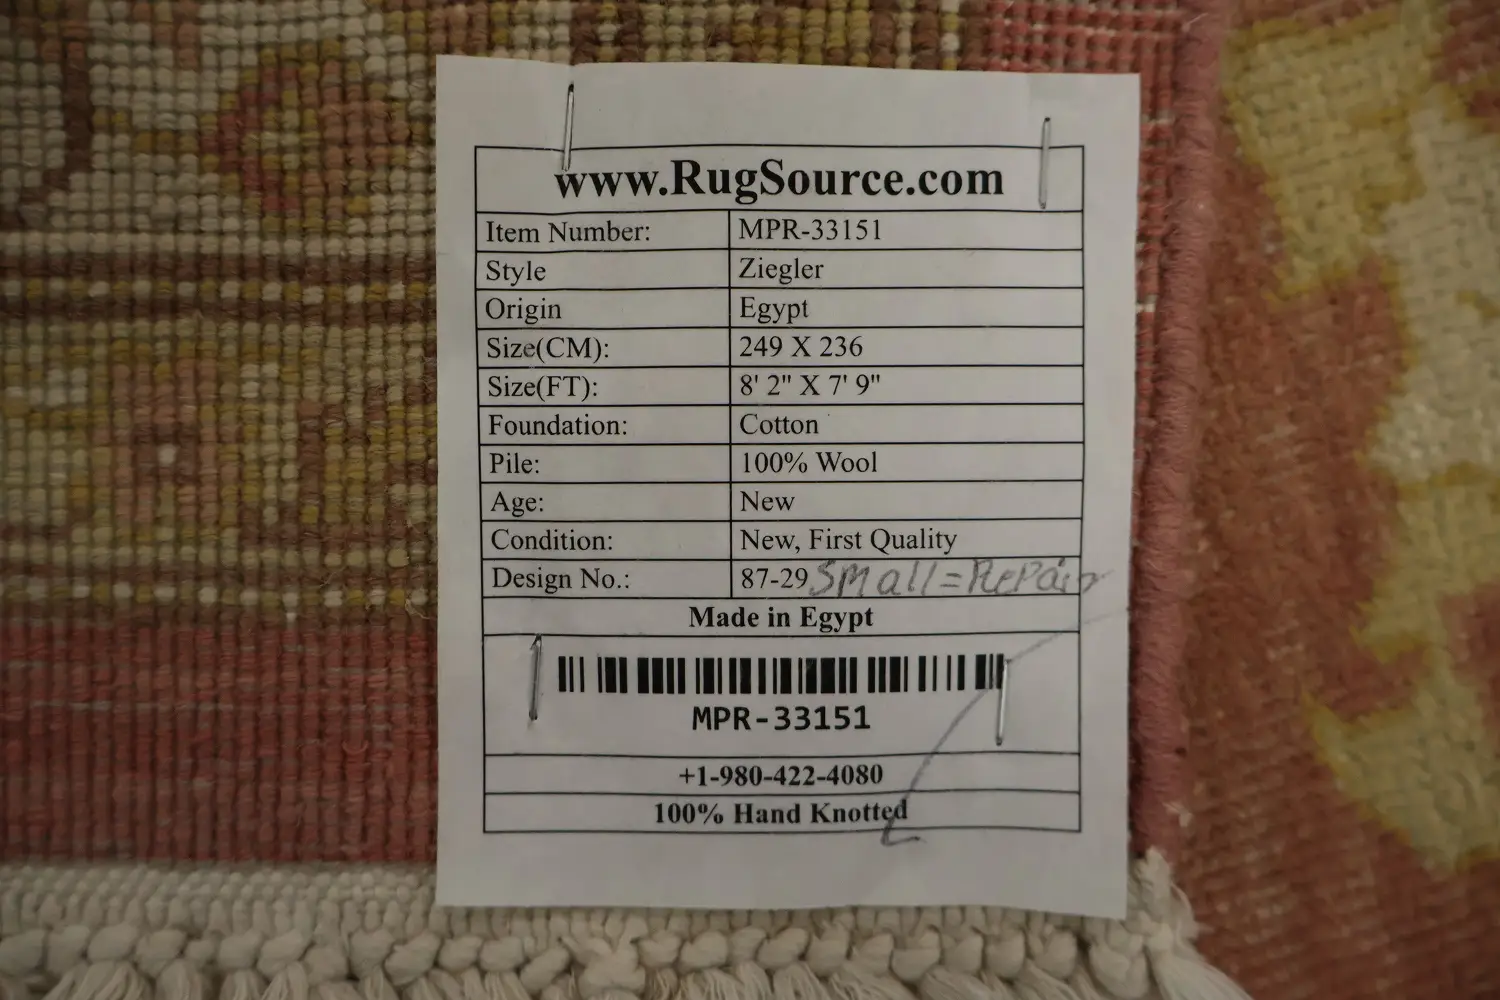 www.RugSource.com
Item Number: MPR-33151
Style Ziegler
Origin Egypt
Size(CM): 249 X 236
Size(FT): 8' 2" X 7' 9"
Foundation: Cotton
Pile: 100% Wool
Age: New
Condition: New, First Quality
Design No.: 87-29 Small=Repair
Made in Egypt
MPR-33151
+1-980-422-4080
100% Hand Knotted